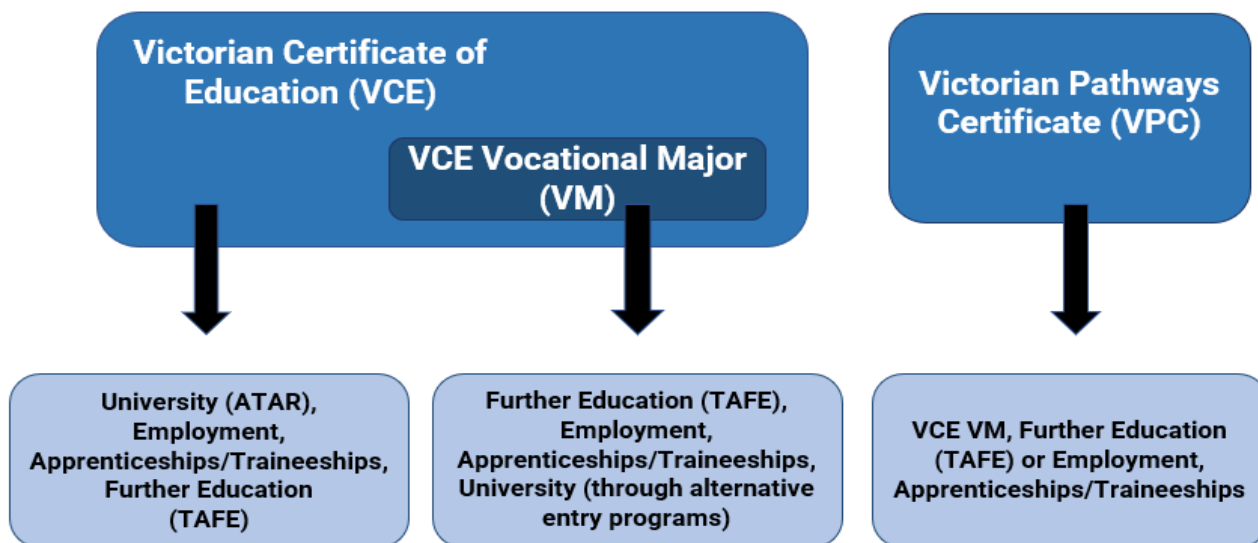 Victorian Certificate of
Education (VCE)
VCE Vocational Major
(VM)
Victorian Pathways
Certificate (VPC)
University (ATAR),
Employment,
Apprenticeships/Traineeships,
Further Education
(TAFE)
Further Education (TAFE),
Employment,
Apprenticeships/Traineeships,
University (through alternative
entry programs)
VCE VM, Further Education
(TAFE) or Employment,
Apprenticeships/Traineeships